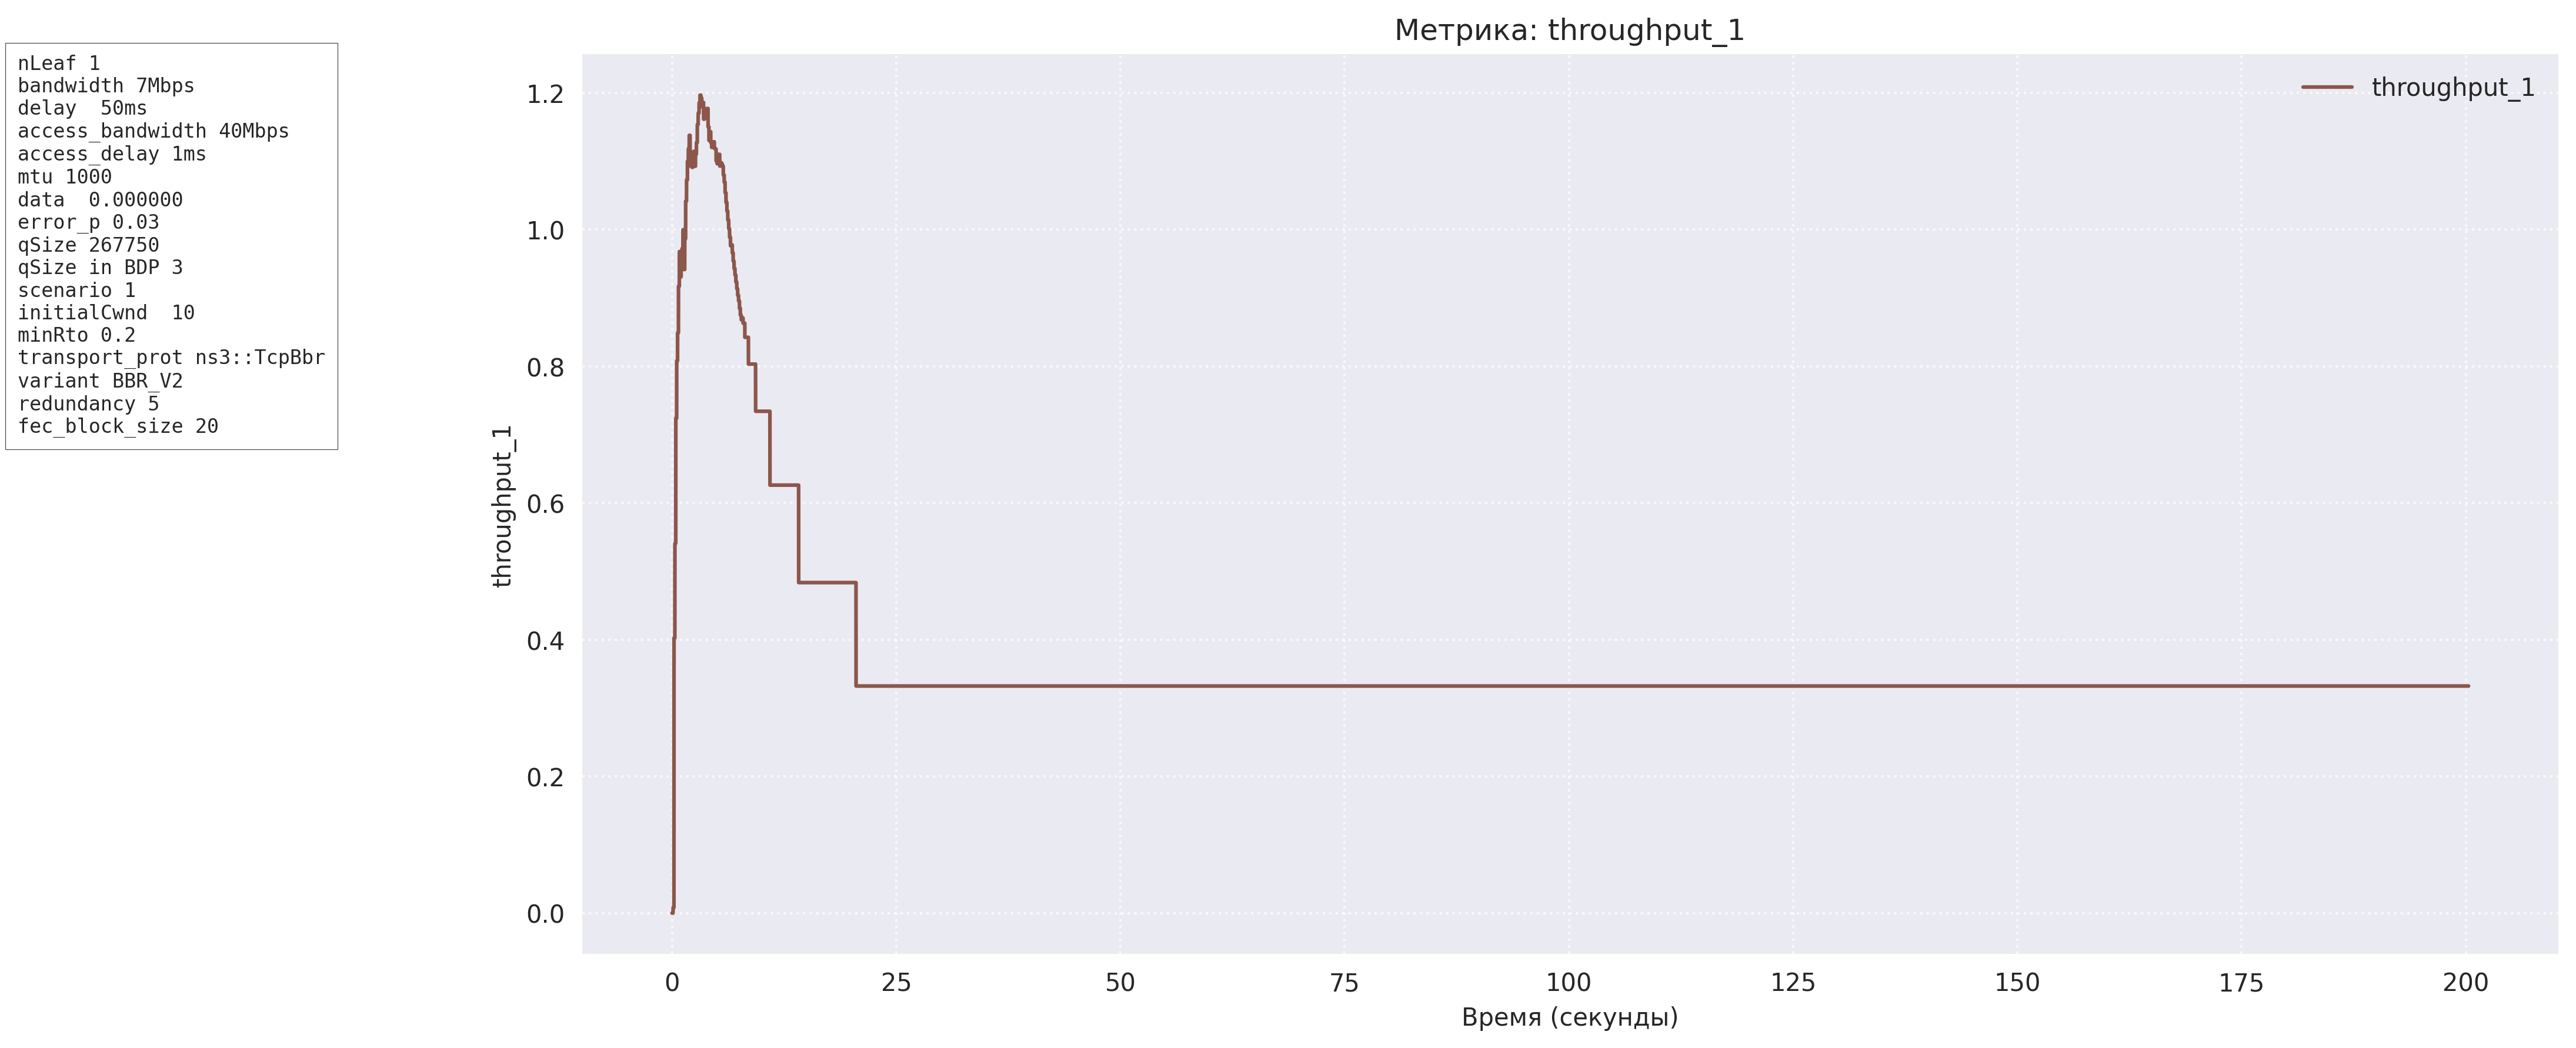 Метрика: throughput_1
nLeaf 1
bandwidth 7Mbps
delay  50ms
access_bandwidth 40Mbps
access_delay 1ms
mtu 1000
data  0.000000
error_p 0.03
qSize 267750
qSize in BDP 3
scenario 1
initialCwnd  10
minRto 0.2
transport_prot ns3::TcpBbr
variant BBR_V2
redundancy 5
fec_block_size 20
throughput_1
throughput_1
1.2
1.0
0.8
0.6
0.4
0.2
0.0
0 25 50 75 100 125 150 175 200
Время (секунды)